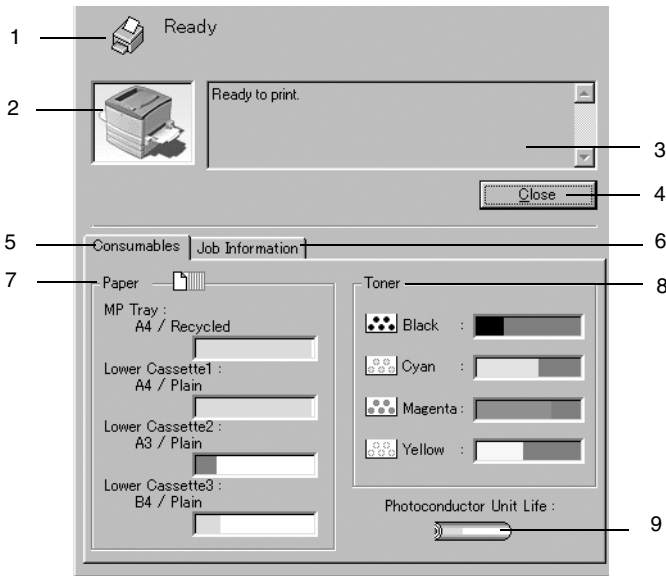 1
Ready
2
Ready to print.
3
Close
4
5
Consumables
Job Information
6
7
Paper
MP Tray :
A4 / Recycled
Lower Cassette1 :
A4 / Plain
Lower Cassette2 :
A3 / Plain
Lower Cassette3 :
B4 / Plain
Toner
8
Black :
Cyan :
Magenta :
Yellow :
Photoconductor Unit Life :
9